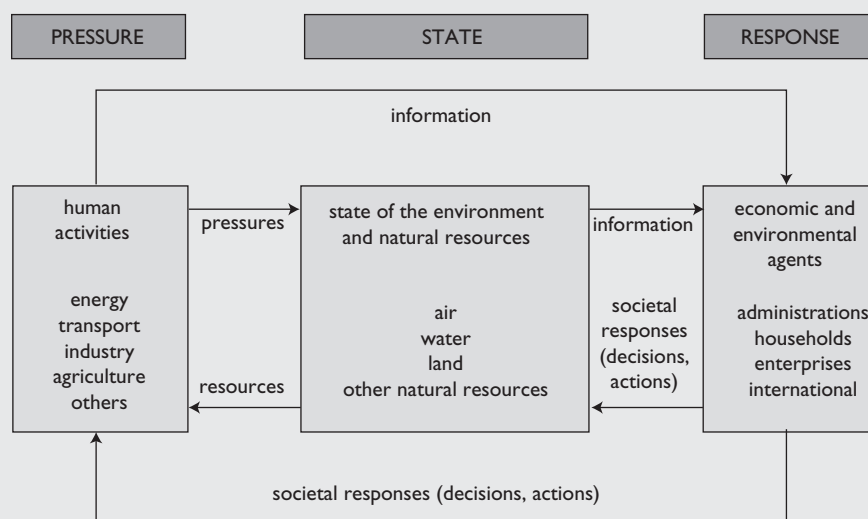 PRESSURE
STATE
RESPONSE
information
human
activities
energy
transport
industry
agriculture
others
pressures
resources
state of the environment
and natural resources
air
water
land
other natural resources
information
societal
responses
(decisions,
actions)
economic and
environmental
agents
administrations
households
enterprises
international
societal responses (decisions, actions)